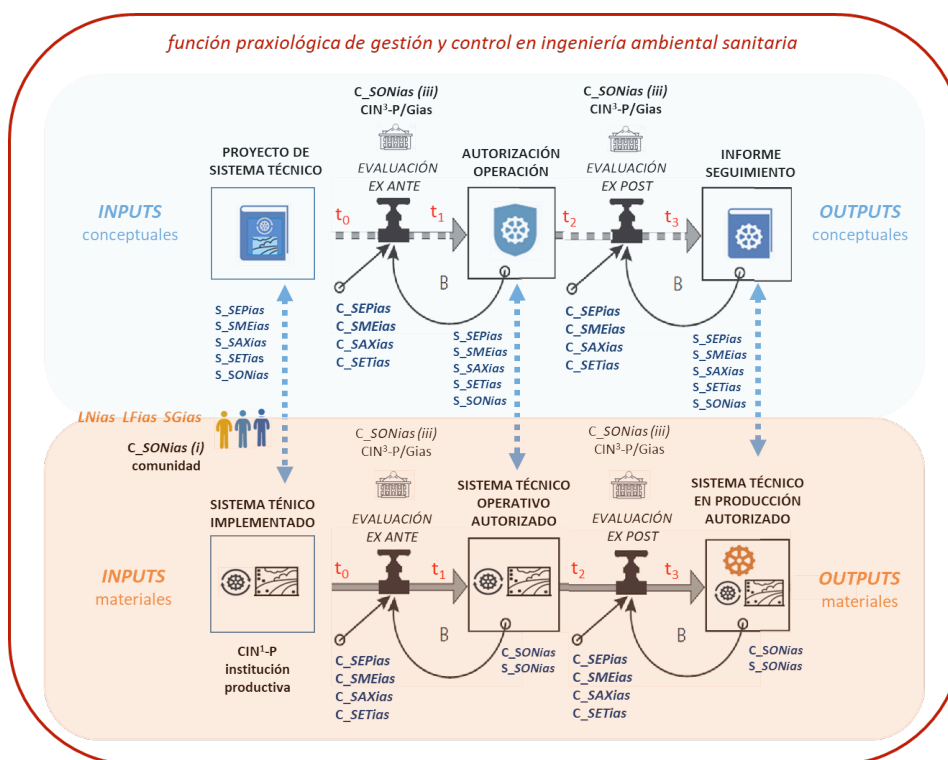 función praxiológica de gestión y control en ingeniería ambiental sanitaria
C_SONias (iii)
CIN³-P/Gias
C_SONias (iii)
CIN³-P/Gias
PROYECTO DE
SISTEMA TÉCNICO
EVALUACIÓN
EX ANTE
AUTORIZACIÓN
OPERACIÓN
EVALUACIÓN
EX POST
INFORME
SEGUIMIENTO
INPUTS
conceptuales
t0
t1
t2
t3
OUTPUTS
conceptuales
B
B
S_SEPias
S_SMEias
S_SAXias
S_SETias
S_SONias
C_SEPias
C_SMEias
C_SAXias
C_SETias
S_SEPias
S_SMEias
S_SAXias
S_SETias
S_SONias
C_SEPias
C_SMEias
C_SAXias
C_SETias
S_SEPias
S_SMEias
S_SAXias
S_SETias
S_SONias
LNias LFias SGias
C_SONias (i)
comunidad
C_SONias (iii)
CIN³-P/Gias
C_SONias (iii)
CIN³-P/Gias
SISTEMA TÉNICO
IMPLEMENTADO
EVALUACIÓN
EX ANTE
SISTEMA TÉCNICO
OPERATIVO
AUTORIZADO
EVALUACIÓN
EX POST
SISTEMA TÉCNICO
EN PRODUCCIÓN
AUTORIZADO
INPUTS
materiales
t0
t1
t2
t3
OUTPUTS
materiales
B
B
CIN¹-P
institución
productiva
C_SEPias
C_SMEias
C_SAXias
C_SETias
C_SONias
S_SONias
C_SEPias
C_SMEias
C_SAXias
C_SETias
C_SONias
S_SONias